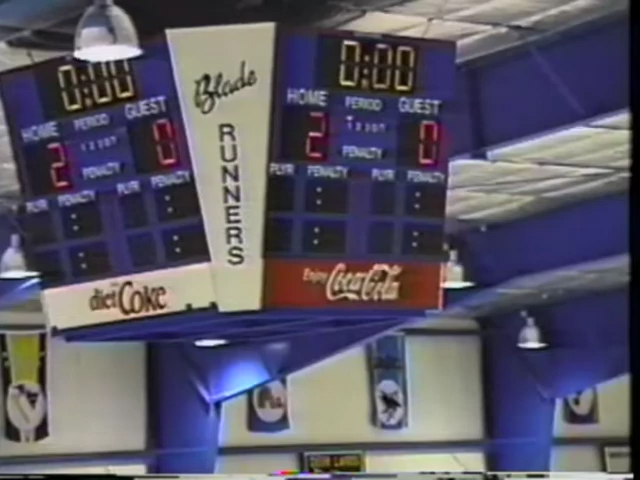 0:00
HOME PERIOD GUEST
2 0
PENALTY
PLYR PENALTY PLYR PENALTY
: :
: :
diet Coke
Blade
RUNNERS
0:00
HOME PERIOD GUEST
2 0
PENALTY
PLYR PENALTY PLYR PENALTY
: :
: :
Enjoy Coca-Cola